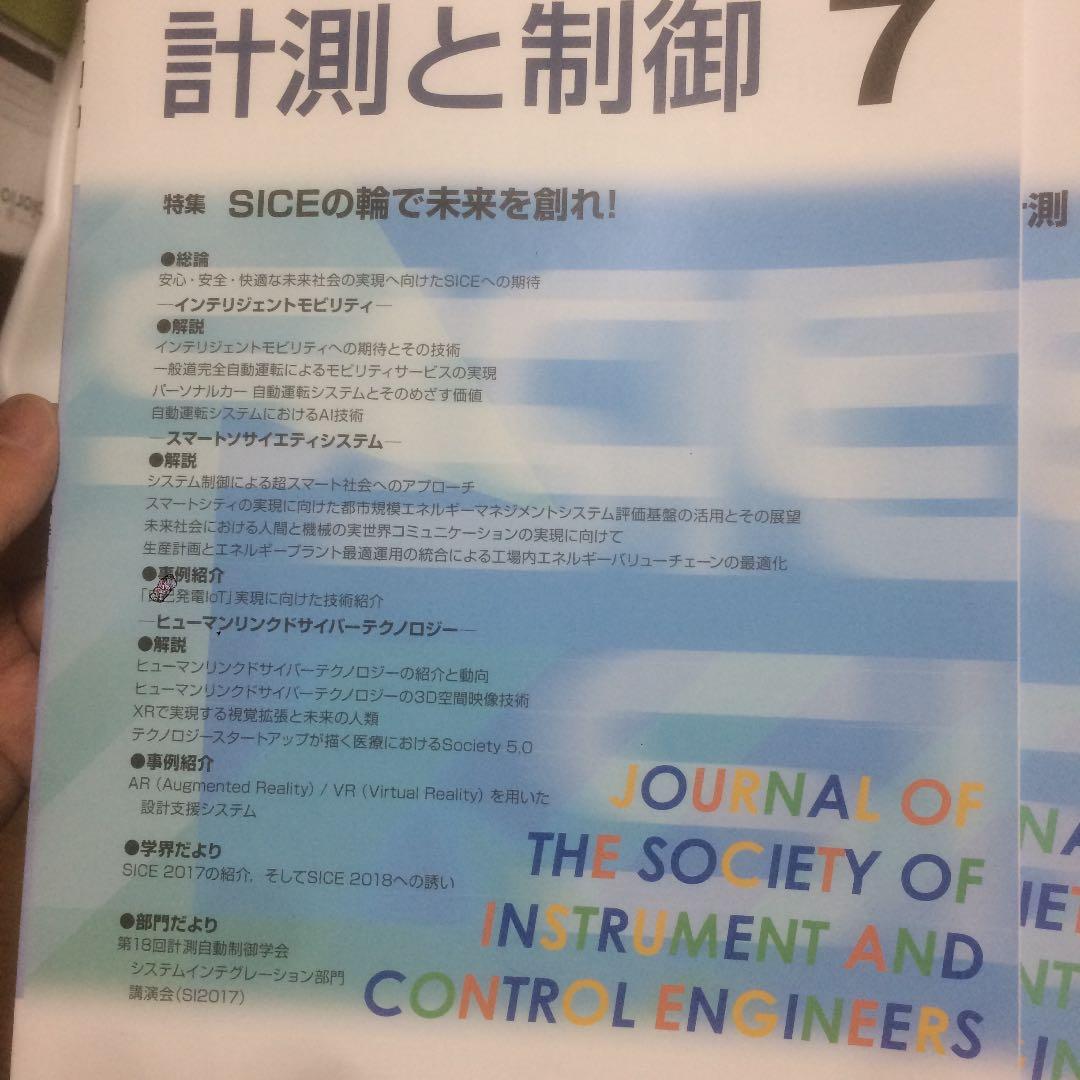 計測と制御 7
特集 SICEの輪で未来を創れ!
●総論
安心・安全・快適な未来社会の実現へ向けたSICEへの期待
―インテリジェントモビリティ―
●解説
インテリジェントモビリティへの期待とその技術
一般道完全自動運転によるモビリティサービスの実現
パーソナルカー 自動運転システムとそのめざす価値
自動運転システムにおけるAI技術
―スマートソサイエティシステム―
●解説
システム制御による超スマート社会へのアプローチ
スマートシティの実現に向けた都市規模エネルギーマネジメントシステム評価基盤の活用とその展望
未来社会における人間と機械の実世界コミュニケーションの実現に向けて
生産計画とエネルギープラント最適運用の統合による工場内エネルギーバリューチェーンの最適化
●事例紹介
発電IoT」実現に向けた技術紹介
―ヒューマンリンクドサイバーテクノロジー―
●解説
ヒューマンリンクドサイバーテクノロジーの紹介と動向
ヒューマンリンクドサイバーテクノロジーの3D空間映像技術
XRで実現する視覚拡張と未来の人類
テクノロジースタートアップが描く医療におけるSociety 5.0
●事例紹介
AR (Augmented Reality) / VR (Virtual Reality) を用いた
設計支援システム
●学界だより
SICE 2017の紹介, そしてSICE 2018への誘い
●部門だより
第18回計測自動制御学会
システムインテグレーション部門
講演会(SI2017)
JOURNAL OF
THE SOCIETY OF
INSTRUMENT AND
CONTROL ENGINEERS
測